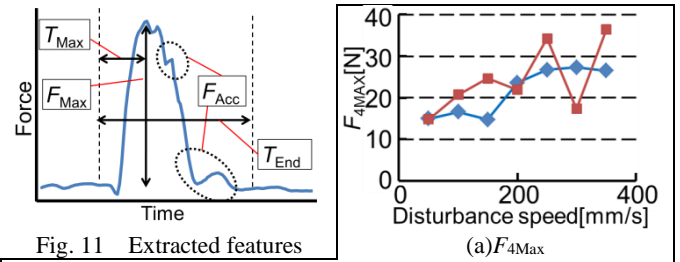 T_Max
F_Max
F_Acc
T_End
Force
Time
Fig. 11 Extracted features
F_4MAX[N]
40
30
20
10
0
0 200 400
Disturbance speed[mm/s]
(a)F_4Max